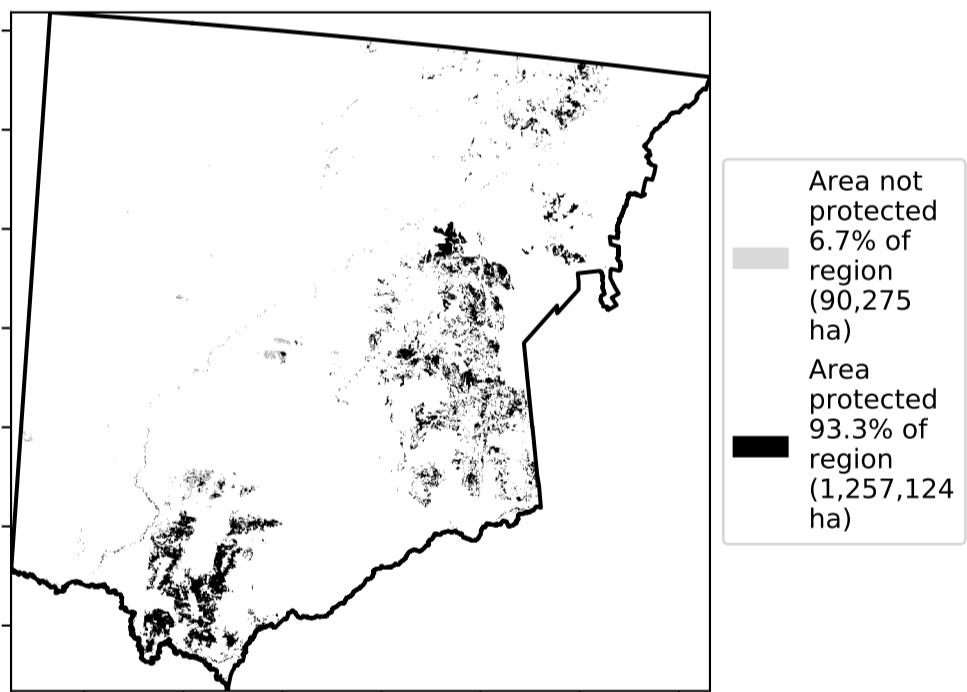 Area not
protected
6.7% of
region
(90,275
ha)
Area
protected
93.3% of
region
(1,257,124
ha)